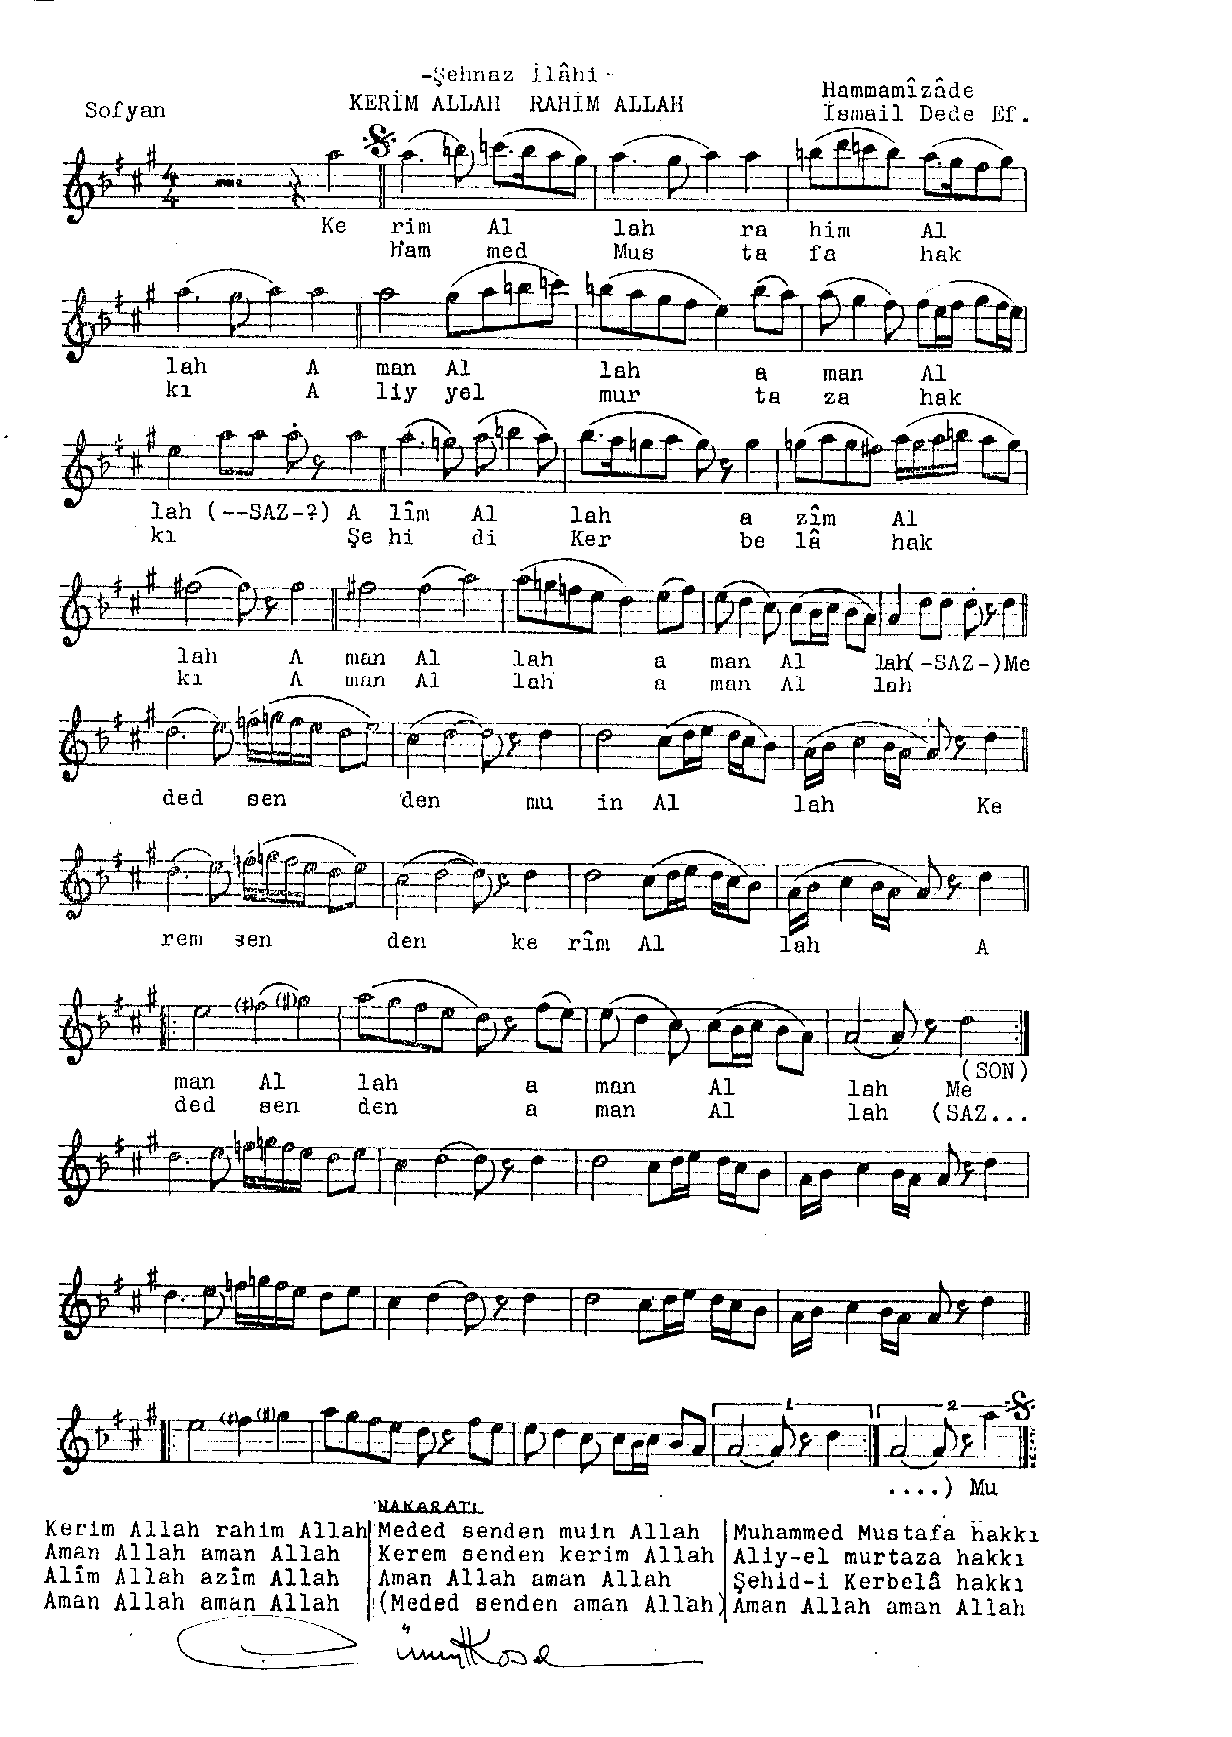 -Şehnaz İlâhi-
Sofyan
KERİM ALLAH RAHİM ALLAH
Hammamîzâde
İsmail Dede Ef.
Ke rim Al lah ra him Al
Ham med Mus ta fa hak
lah A man Al lah a man Al
kı A liy yel mur ta za hak
lah (--SAZ-?) A lîm Al lah a zîm Al
kı Şe hi di Ker be lâ hak
lah A man Al lah a man Al lah(-SAZ-)Me
kı A man Al lah a man Al lah
ded sen den mu in Al lah Ke
rem sen den ke rîm Al lah A
(SON)
man Al lah a man Al lah Me
ded sen den a man Al lah (SAZ...
1 2
....) Mu
NAKARATI
Kerim Allah rahim Allah Meded senden muin Allah Muhammed Mustafa hakkı
Aman Allah aman Allah Kerem senden kerim Allah Aliy-el murtaza hakkı
Alîm Allah azîm Allah Aman Allah aman Allah Şehid-i Kerbelâ hakkı
Aman Allah aman Allah (Meded senden aman Allah) Aman Allah aman Allah